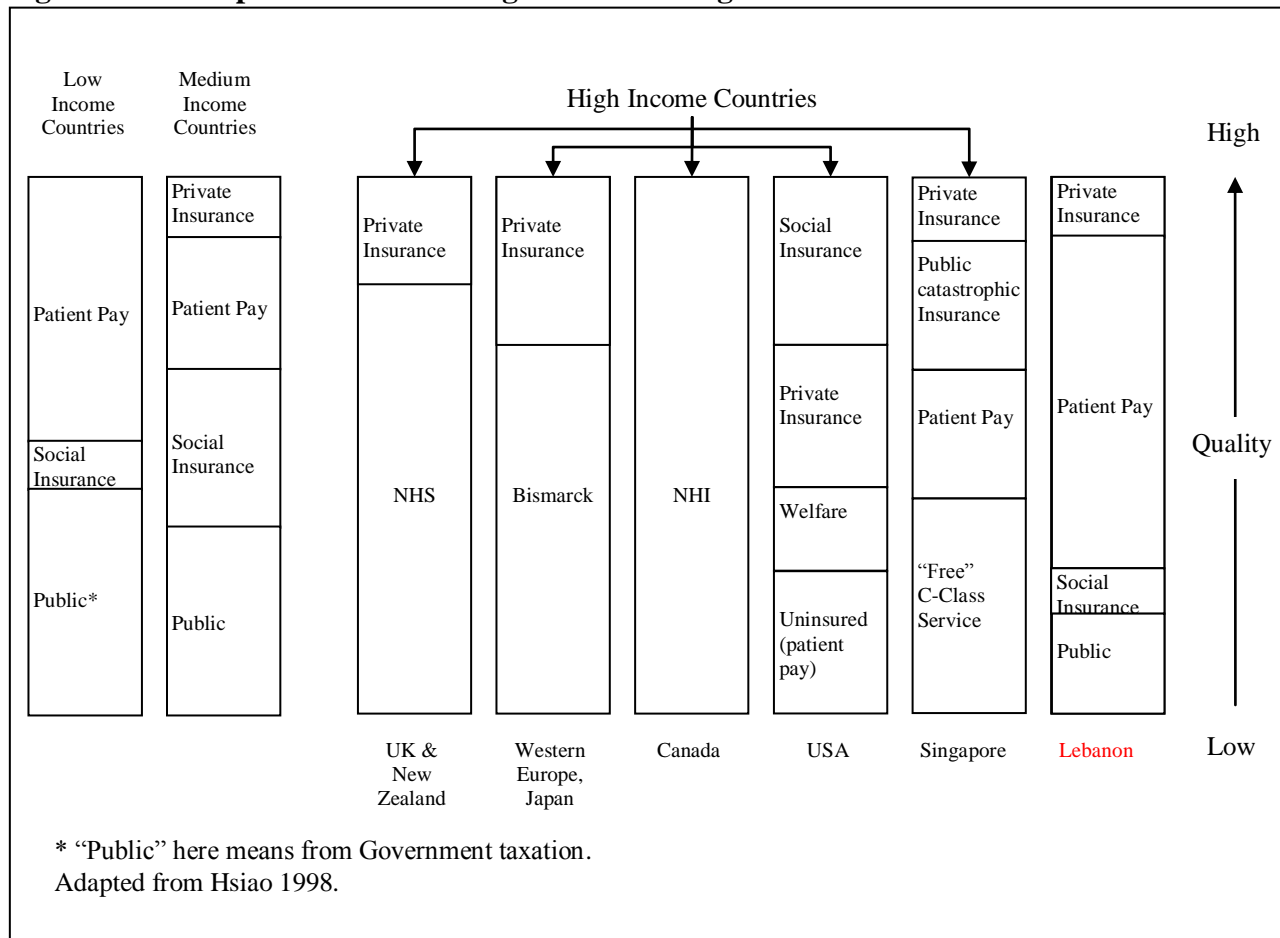 Low
Income
Countries
Medium
Income
Countries
High Income Countries
High
Patient Pay
Social
Insurance
Public*
Private
Insurance
Patient Pay
Social
Insurance
Public
Private
Insurance
NHS
Private
Insurance
Bismarck
NHI
Social
Insurance
Private
Insurance
Welfare
Uninsured
(patient
pay)
Private
Insurance
Public
catastrophic
Insurance
Patient Pay
“Free”
C-Class
Service
Private
Insurance
Patient Pay
Social
Insurance
Public
Quality
Low
UK &
New
Zealand
Western
Europe,
Japan
Canada
USA
Singapore
Lebanon
* “Public” here means from Government taxation.
Adapted from Hsiao 1998.